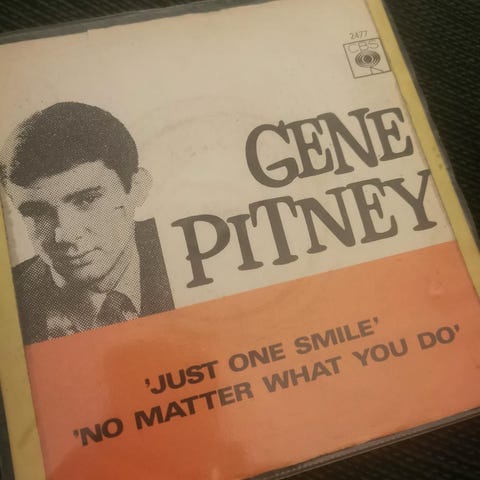 2477
CBS
GENE
PITNEY
'JUST ONE SMILE'
'NO MATTER WHAT YOU DO'